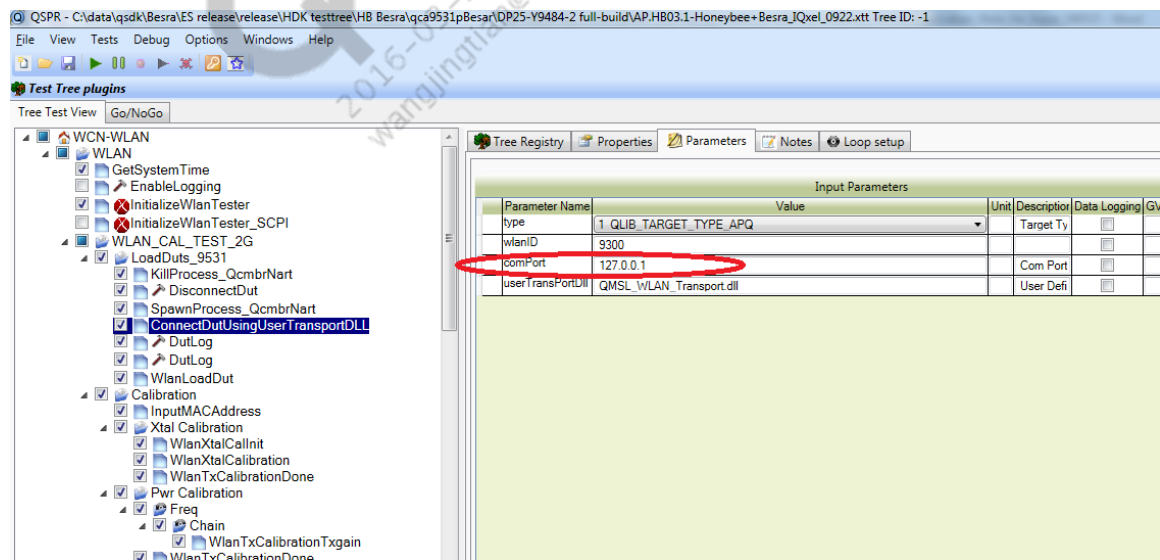 QSPR - C:\data\qsdk\Besra\ES release\release\HDK testtree\HB Besra\qca9531pBesar\DP25-Y9484-2 full-build\AP.HB03.1-Honeybee+Besra_IQxel_0922.xtt Tree ID: -1
File View Tests Debug Options Windows Help
Test Tree plugins
Tree Test View Go/NoGo
WCN-WLAN
WLAN
GetSystemTime
EnableLogging
InitializeWlanTester
InitializeWlanTester_SCPI
WLAN_CAL_TEST_2G
LoadDuts_9531
KillProcess_QcmbrNart
DisconnectDut
SpawnProcess_QcmbrNart
ConnectDutUsingUserTransportDLL
DutLog
DutLog
WlanLoadDut
Calibration
InputMACAddress
Xtal Calibration
WlanXtalCalInit
WlanXtalCalibration
WlanTxCalibrationDone
Pwr Calibration
Freq
Chain
WlanTxCalibrationTxgain
WlanTxCalibrationDone
Tree Registry Properties Parameters Notes Loop setup
Input Parameters
Parameter Name Value Unit Description Data Logging GV
type 1 QLIB_TARGET_TYPE_APQ Target Ty
wlanID 9300
comPort 127.0.0.1 Com Port
userTransPortDll QMSL_WLAN_Transport.dll User Defi